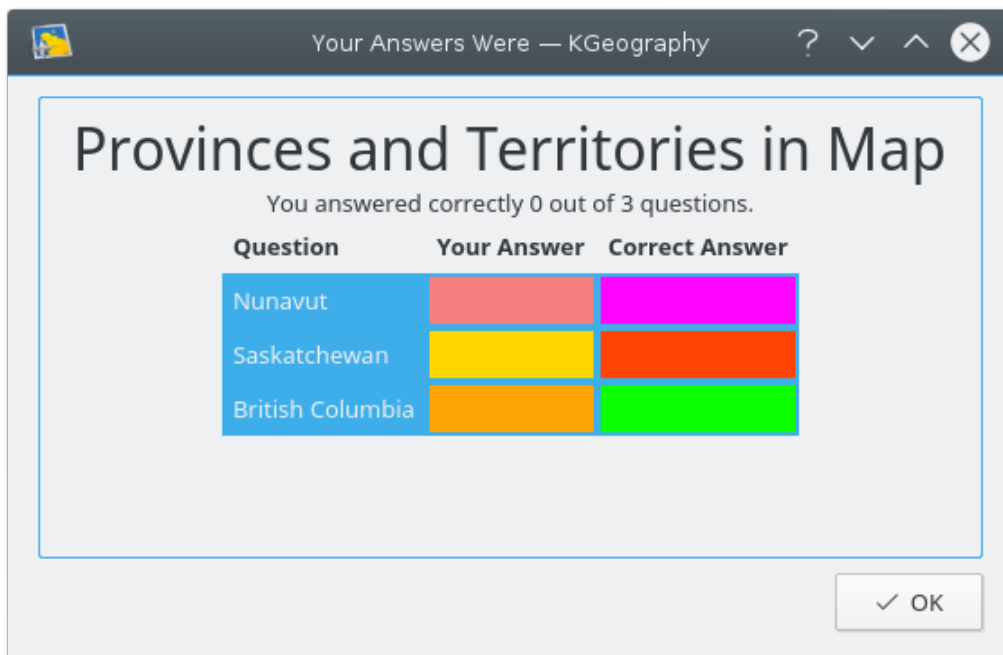 Your Answers Were — KGeography
Provinces and Territories in Map
You answered correctly 0 out of 3 questions.
Question Your Answer Correct Answer
Nunavut
Saskatchewan
British Columbia
OK